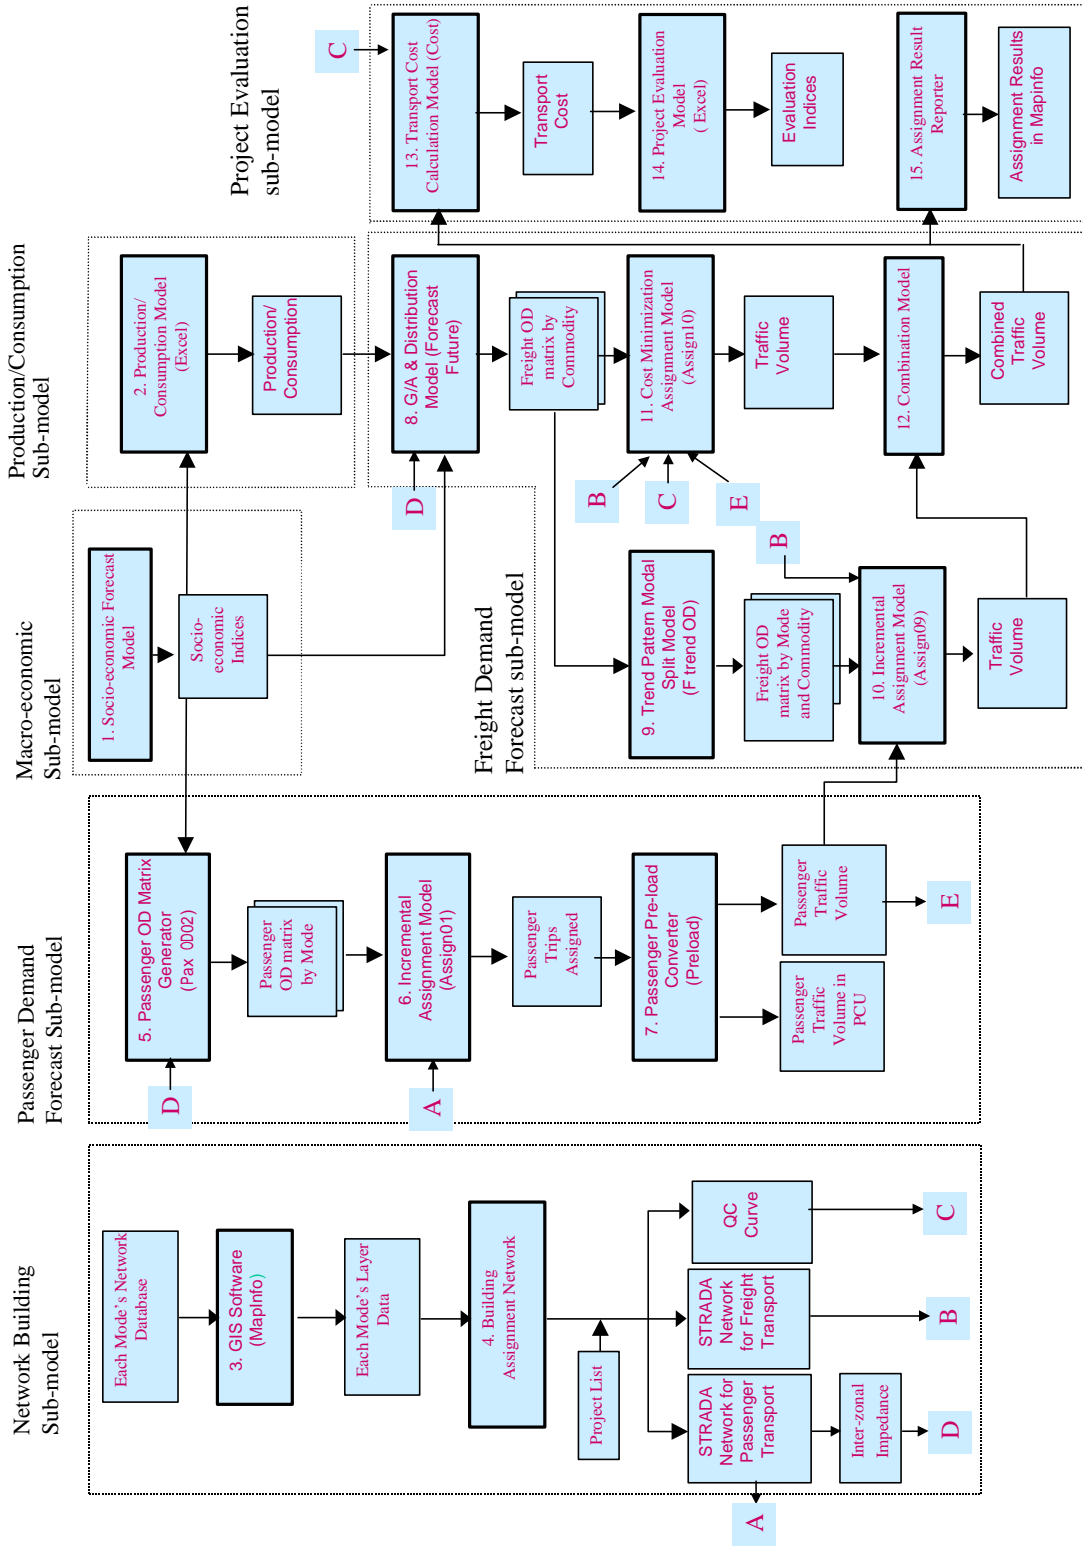 Network Building
Sub-model
Each Mode's Network
Database
3. GIS Software
(MapInfo)
Each Mode's Layer
Data
4. Building
Assignment Network
Project List
STRADA
Network for
Passenger
Transport
STRADA
Network
for Freight
Transport
QC
Curve
Inter-zonal
Impedance
A
D
B
C
Passenger Demand
Forecast Sub-model
D
5. Passenger OD Matrix
Generator
(Pax OD02)
Passenger
OD matrix
by Mode
A
6. Incremental
Assignment Model
(Assign01)
Passenger
Trips
Assigned
7. Passenger Pre-load
Converter
(Preload)
Passenger
Traffic
Volume in
PCU
Passenger
Traffic
Volume
E
Macro-economic
Sub-model
1. Socio-economic Forecast
Model
Socio-
economic
Indices
Production/Consumption
Sub-model
2. Production/
Consumption Model
(Excel)
Production/
Consumption
Freight Demand
Forecast sub-model
D
8. G/A & Distribution
Model (Forecast
Future)
Freight OD
matrix by
Commodity
9. Trend Pattern Modal
Split Model
(F trend OD)
Freight OD
matrix by Mode
and Commodity
B
10. Incremental
Assignment Model
(Assign09)
Traffic
Volume
B
C
E
11. Cost Minimization
Assignment Model
(Assign10)
Traffic
Volume
12. Combination Model
Combined
Traffic
Volume
Project Evaluation
sub-model
C
13. Transport Cost
Calculation Model (Cost)
Transport
Cost
14. Project Evaluation
Model
( Excel)
Evaluation
Indices
15. Assignment Result
Reporter
Assignment Results
in Mapinfo